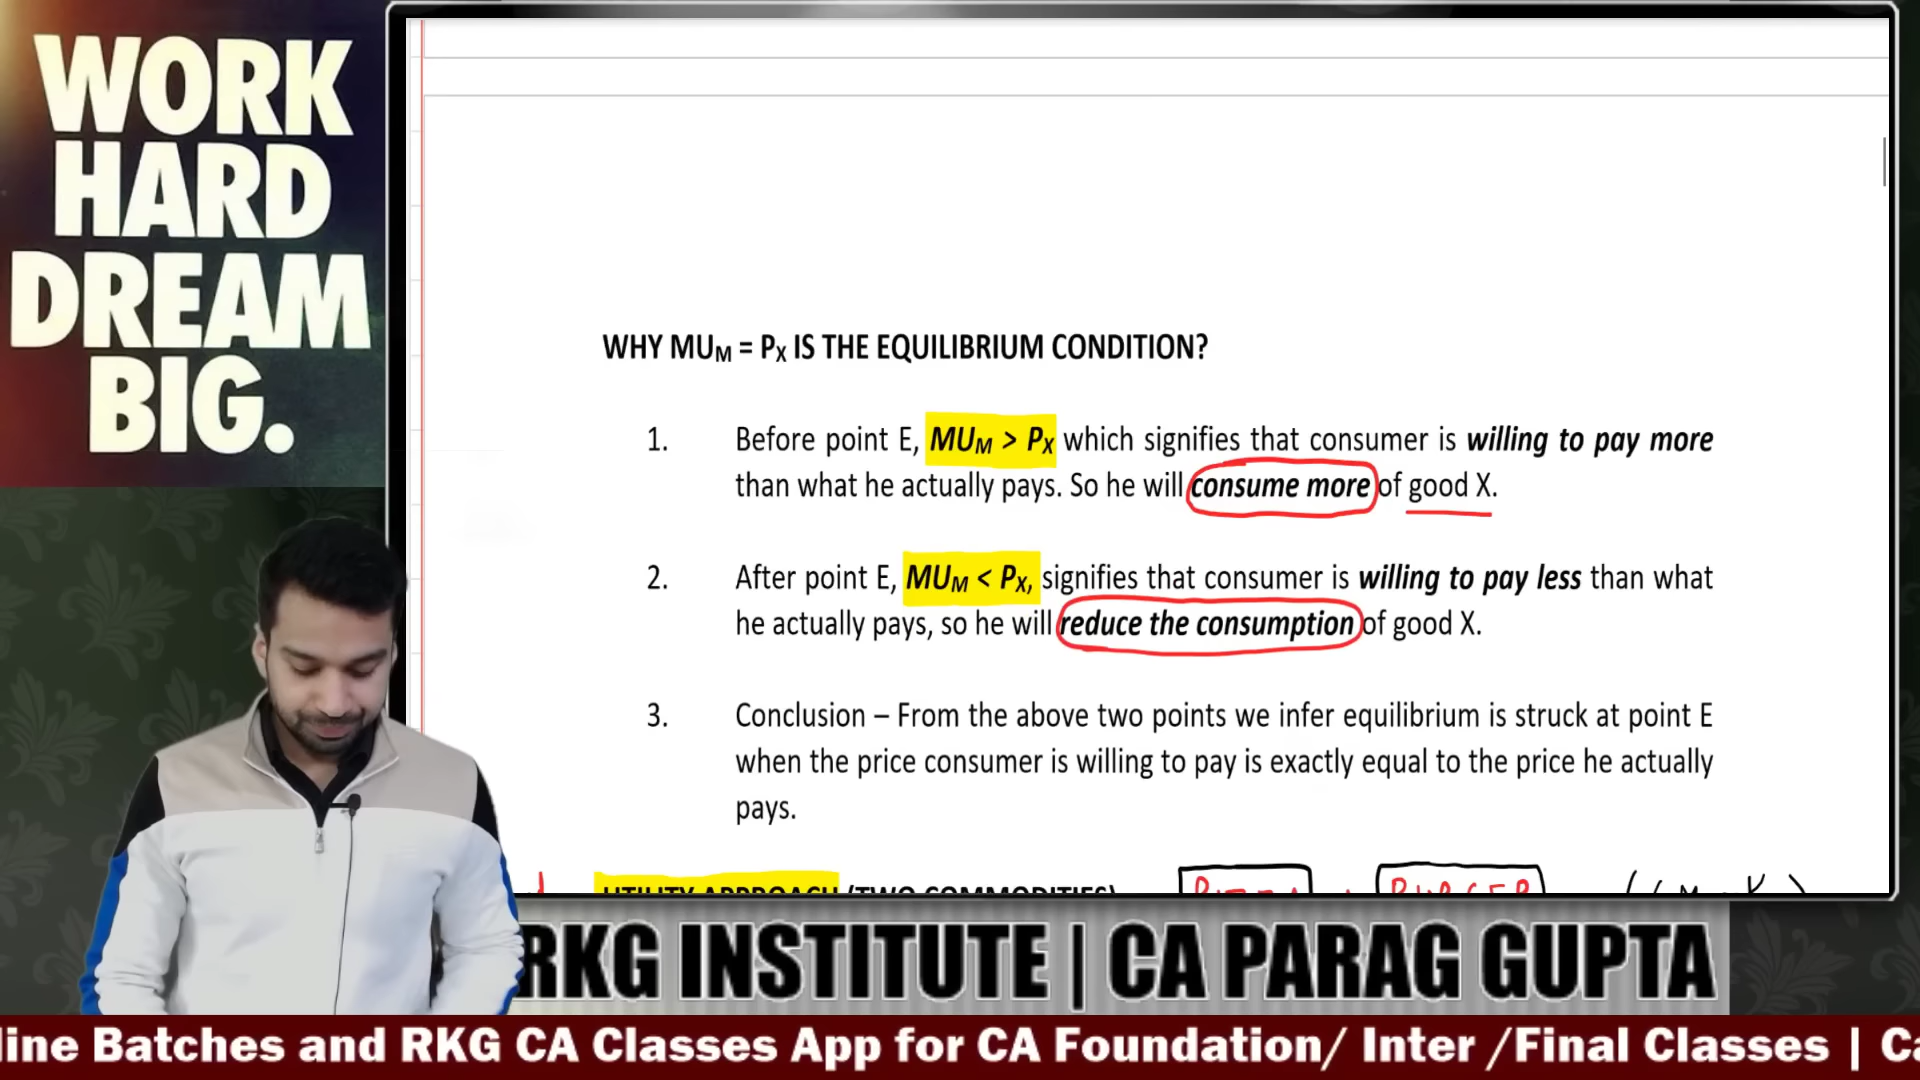 WORK
HARD
DREAM
BIG.
WHY MUM = PX IS THE EQUILIBRIUM CONDITION?
1. Before point E, MUM > PX which signifies that consumer is willing to pay more
than what he actually pays. So he will consume more of good X.
2. After point E, MUM < PX, signifies that consumer is willing to pay less than what
he actually pays, so he will reduce the consumption of good X.
3. Conclusion – From the above two points we infer equilibrium is struck at point E
when the price consumer is willing to pay is exactly equal to the price he actually
pays.
UTILITY APPROACH (TWO COMMODITIES)
RKG INSTITUTE | CA PARAG GUPTA
line Batches and RKG CA Classes App for CA Foundation/ Inter /Final Classes | Ca